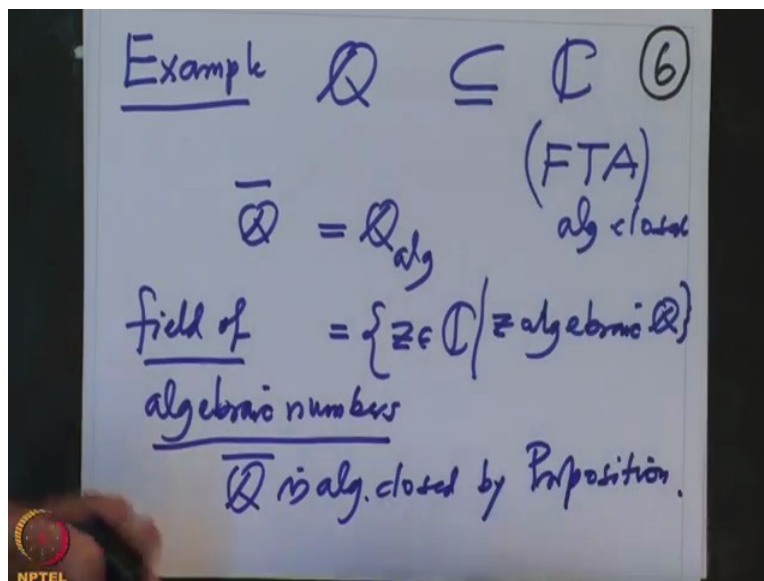 Example ℚ ⊆ ℂ ⑥
(FTA)
alg closed
ℚ̅ = ℚalg
field of = {z ∈ ℂ | z algebraic ℚ}
algebraic numbers
ℚ̅ is alg. closed by Proposition.
NPTEL